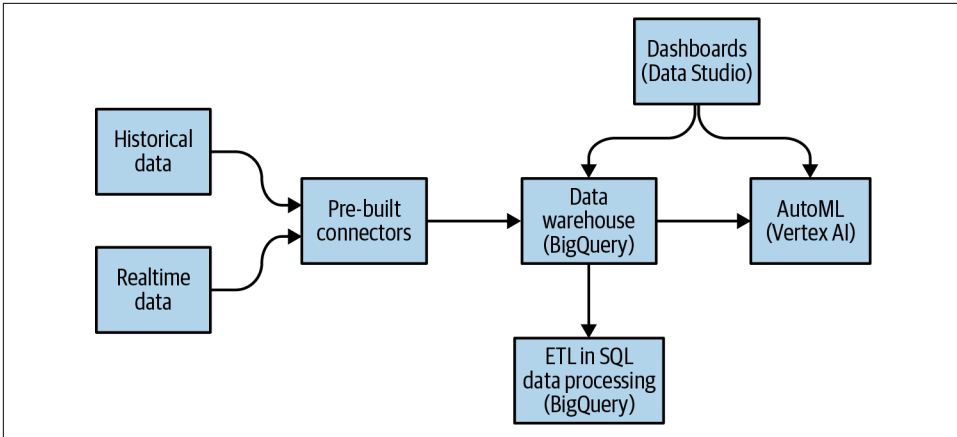 Dashboards
(Data Studio)
Historical
data
Pre-built
connectors
Data
warehouse
(BigQuery)
AutoML
(Vertex AI)
Realtime
data
ETL in SQL
data processing
(BigQuery)